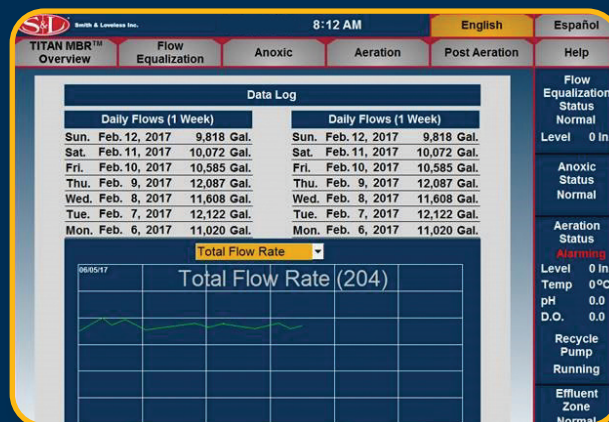 S&L Smith & Loveless Inc.
8:12 AM
English
Español
TITAN MBR™ Overview
Flow Equalization
Anoxic
Aeration
Post Aeration
Help
Data Log
Daily Flows (1 Week)
Sun. Feb. 12, 2017 9,818 Gal.
Sat. Feb. 11, 2017 10,072 Gal.
Fri. Feb. 10, 2017 10,585 Gal.
Thu. Feb. 9, 2017 12,087 Gal.
Wed. Feb. 8, 2017 11,608 Gal.
Tue. Feb. 7, 2017 12,122 Gal.
Mon. Feb. 6, 2017 11,020 Gal.
Daily Flows (1 Week)
Sun. Feb. 12, 2017 9,818 Gal.
Sat. Feb. 11, 2017 10,072 Gal.
Fri. Feb. 10, 2017 10,585 Gal.
Thu. Feb. 9, 2017 12,087 Gal.
Wed. Feb. 8, 2017 11,608 Gal.
Tue. Feb. 7, 2017 12,122 Gal.
Mon. Feb. 6, 2017 11,020 Gal.
Total Flow Rate
06/05/17
Total Flow Rate (204)
Flow
Equalization
Status
Normal
Level 0 In
Anoxic
Status
Normal
Aeration
Status
Alarming
Level 0 In
Temp 0°C
pH 0.0
D.O. 0.0
Recycle
Pump
Running
Effluent
Zone
Normal